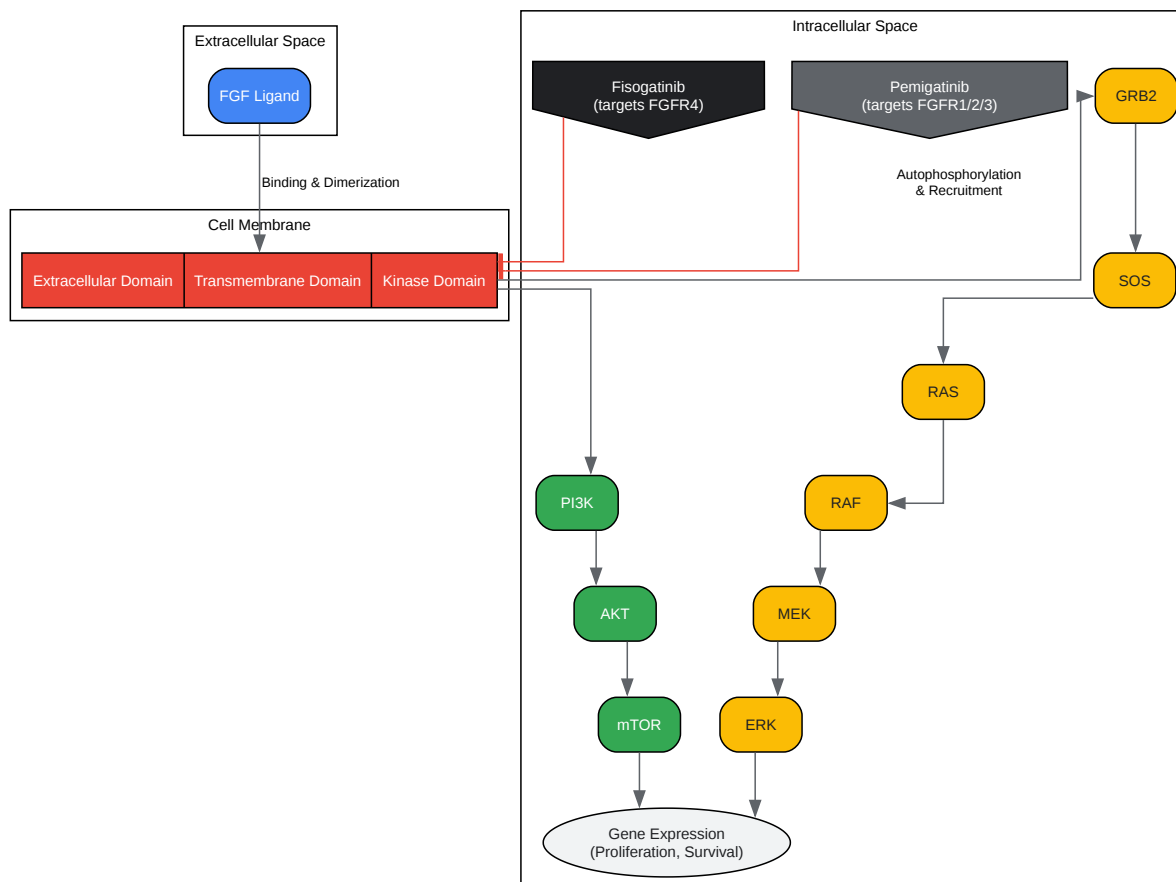 Extracellular Space
FGF Ligand
Binding & Dimerization
Cell Membrane
Extracellular Domain
Transmembrane Domain
Kinase Domain
Intracellular Space
Fisogatinib
(targets FGFR4)
Pemigatinib
(targets FGFR1/2/3)
GRB2
Autophosphorylation
& Recruitment
SOS
RAS
PI3K
RAF
AKT
MEK
mTOR
ERK
Gene Expression
(Proliferation, Survival)